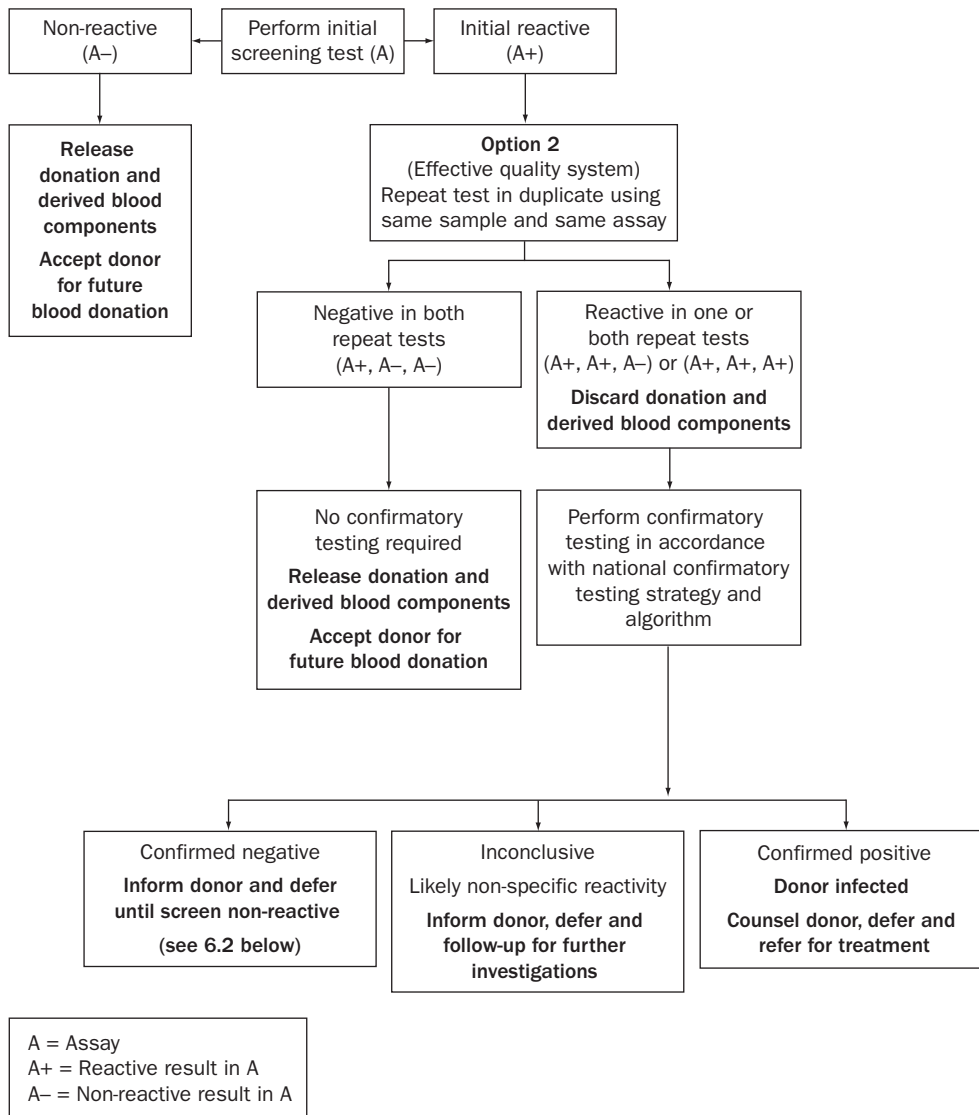 Non-reactive
(A–)
Perform initial
screening test (A)
Initial reactive
(A+)
Release
donation and
derived blood
components
Accept donor
for future
blood donation
Option 2
(Effective quality system)
Repeat test in duplicate using
same sample and same assay
Negative in both
repeat tests
(A+, A–, A–)
Reactive in one or
both repeat tests
(A+, A+, A–) or (A+, A+, A+)
Discard donation and
derived blood components
No confirmatory
testing required
Release donation and
derived blood components
Accept donor for
future blood donation
Perform confirmatory
testing in accordance
with national confirmatory
testing strategy and
algorithm
Confirmed negative
Inform donor and defer
until screen non-reactive
(see 6.2 below)
Inconclusive
Likely non-specific reactivity
Inform donor, defer and
follow-up for further
investigations
Confirmed positive
Donor infected
Counsel donor, defer and
refer for treatment
A = Assay
A+ = Reactive result in A
A– = Non-reactive result in A